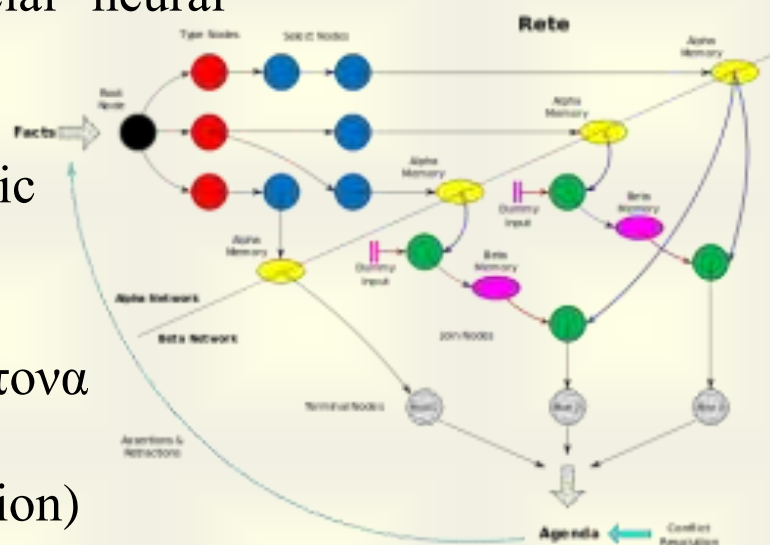 neural
Rete
Type Nodes
Select Nodes
Alpha
Memory
Root
Node
Alpha
Memory
Facts
Alpha
Memory
ic
Dummy
Input
Beta
Memory
Alpha
Memory
Dummy
Input
Beta
Memory
Alpha Network
Beta Network
Join Nodes
τονα
Terminal Nodes
Assertions &
Retractions
ion)
Agenda
Conflict
Resolution